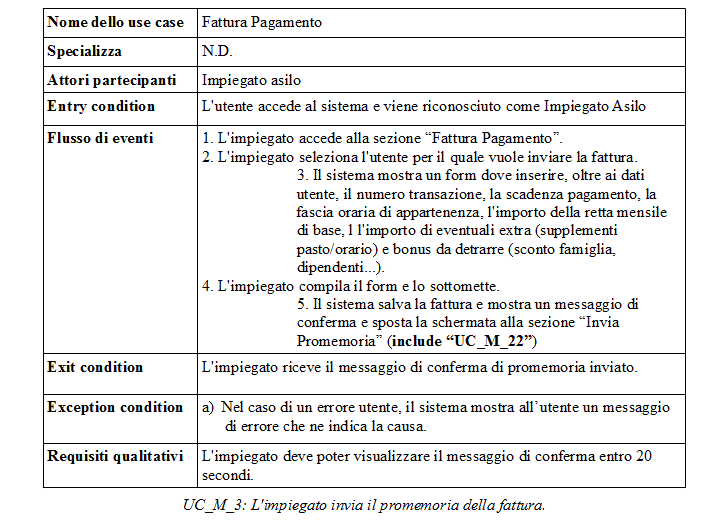 Nome dello use case Fattura Pagamento
Specializza N.D.
Attori partecipanti Impiegato asilo
Entry condition L'utente accede al sistema e viene riconosciuto come Impiegato Asilo
Flusso di eventi 1. L'impiegato accede alla sezione “Fattura Pagamento”.
2. L'impiegato seleziona l'utente per il quale vuole inviare la fattura.
3. Il sistema mostra un form dove inserire, oltre ai dati
utente, il numero transazione, la scadenza pagamento, la
fascia oraria di appartenenza, l'importo della retta mensile
di base, l l'importo di eventuali extra (supplementi
pasto/orario) e bonus da detrarre (sconto famiglia,
dipendenti...).
4. L'impiegato compila il form e lo sottomette.
5. Il sistema salva la fattura e mostra un messaggio di
conferma e sposta la schermata alla sezione “Invia
Promemoria” (include “UC_M_22”)
Exit condition L'impiegato riceve il messaggio di conferma di promemoria inviato.
Exception condition a) Nel caso di un errore utente, il sistema mostra all’utente un messaggio
di errore che ne indica la causa.
Requisiti qualitativi L'impiegato deve poter visualizzare il messaggio di conferma entro 20
secondi.
UC_M_3: L'impiegato invia il promemoria della fattura.